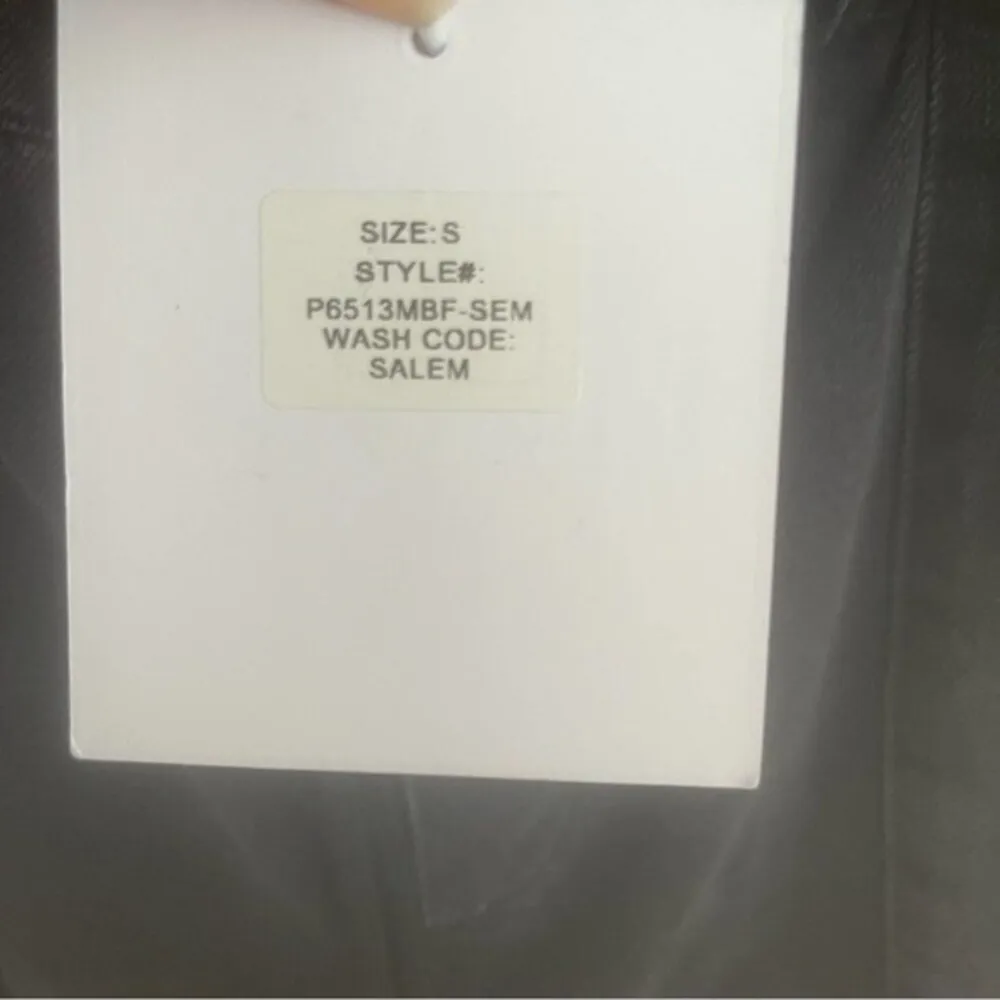 SIZE: S
STYLE#:
P6513MBF-SEM
WASH CODE:
SALEM